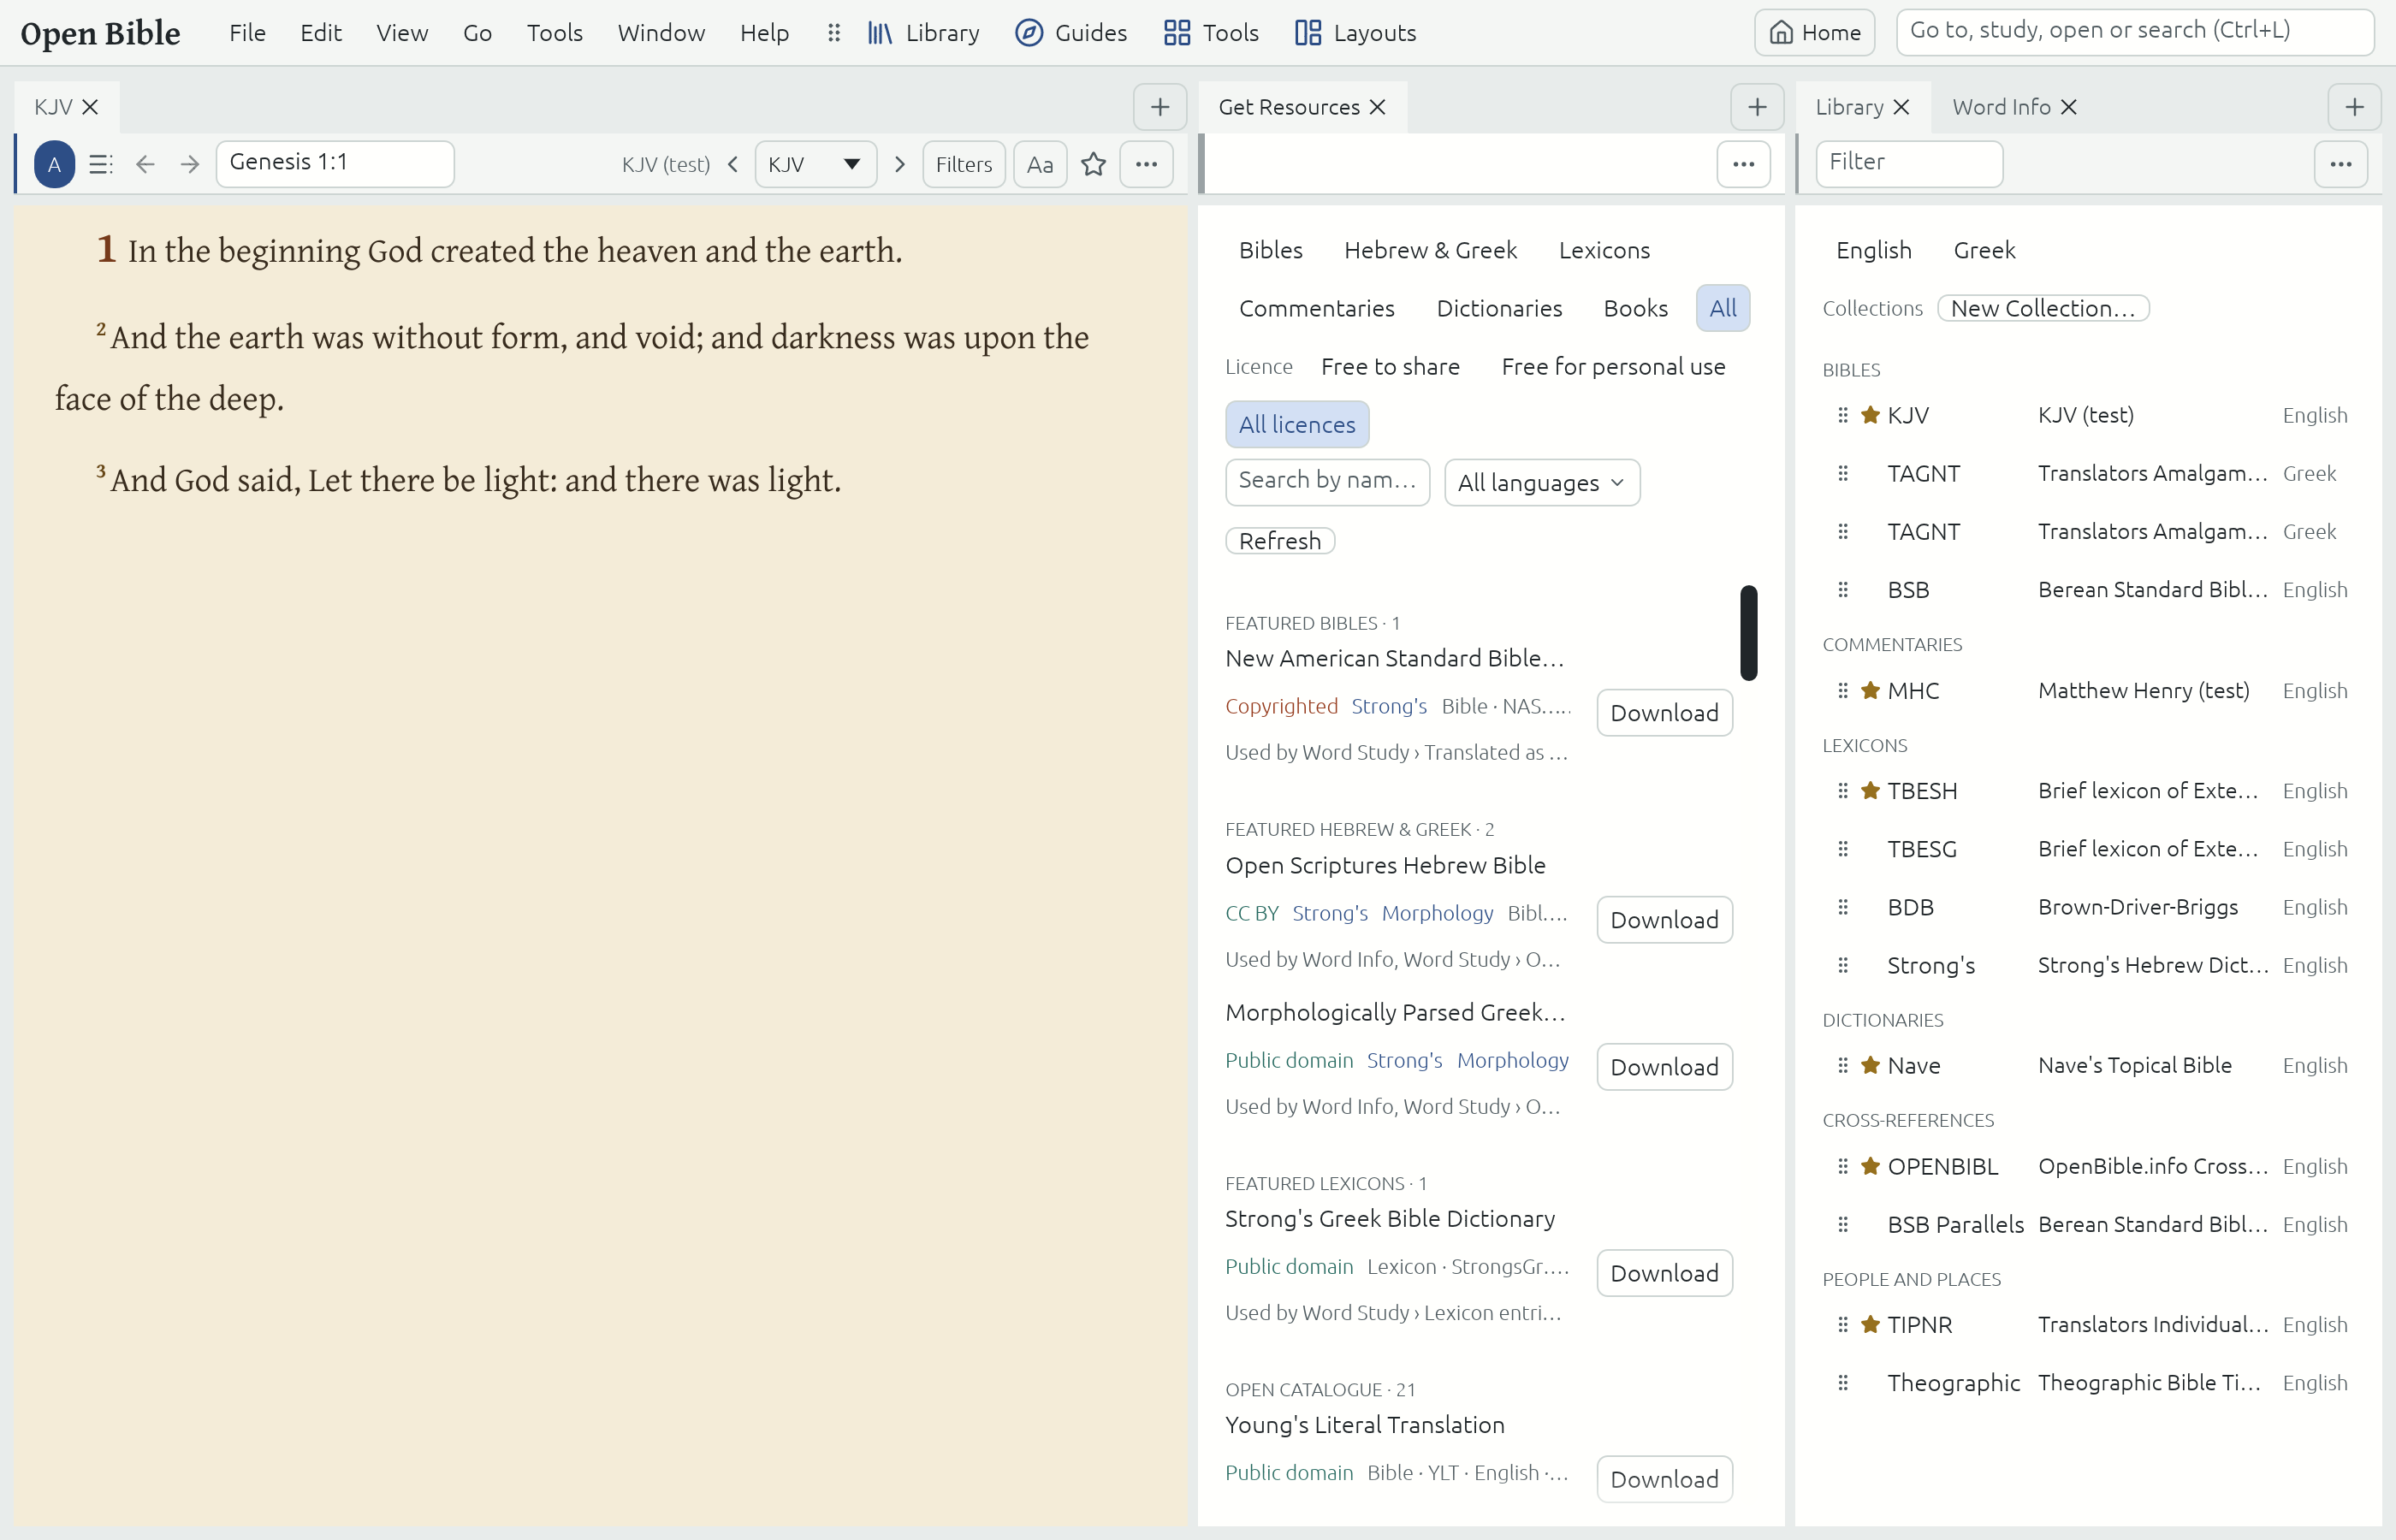 Open Bible File Edit View Go Tools Window Help Library Guides Tools Layouts Home Go to, study, open or search (Ctrl+L)
KJV
A Genesis 1:1 KJV (test) KJV Filters Aa
1 In the beginning God created the heaven and the earth.
2 And the earth was without form, and void; and darkness was upon the
face of the deep.
3 And God said, Let there be light: and there was light.
Get Resources
Bibles Hebrew & Greek Lexicons
Commentaries Dictionaries Books All
Licence Free to share Free for personal use
All licences
Search by nam… All languages
Refresh
FEATURED BIBLES · 1
New American Standard Bible…
Copyrighted Strong's Bible · NAS…..
Download
Used by Word Study › Translated as …
FEATURED HEBREW & GREEK · 2
Open Scriptures Hebrew Bible
CC BY Strong's Morphology Bibl….
Download
Used by Word Info, Word Study › O…
Morphologically Parsed Greek…
Public domain Strong's Morphology
Download
Used by Word Info, Word Study › O…
FEATURED LEXICONS · 1
Strong's Greek Bible Dictionary
Public domain Lexicon · StrongsGr….
Download
Used by Word Study › Lexicon entri…
OPEN CATALOGUE · 21
Young's Literal Translation
Public domain Bible · YLT · English ·…
Download
Library Word Info
Filter
English Greek
Collections New Collection…
BIBLES
KJV KJV (test) English
TAGNT Translators Amalgam… Greek
TAGNT Translators Amalgam… Greek
BSB Berean Standard Bibl… English
COMMENTARIES
MHC Matthew Henry (test) English
LEXICONS
TBESH Brief lexicon of Exte… English
TBESG Brief lexicon of Exte… English
BDB Brown-Driver-Briggs English
Strong's Strong's Hebrew Dict… English
DICTIONARIES
Nave Nave's Topical Bible English
CROSS-REFERENCES
OPENBIBL OpenBible.info Cross… English
BSB Parallels Berean Standard Bibl… English
PEOPLE AND PLACES
TIPNR Translators Individual… English
Theographic Theographic Bible Ti… English